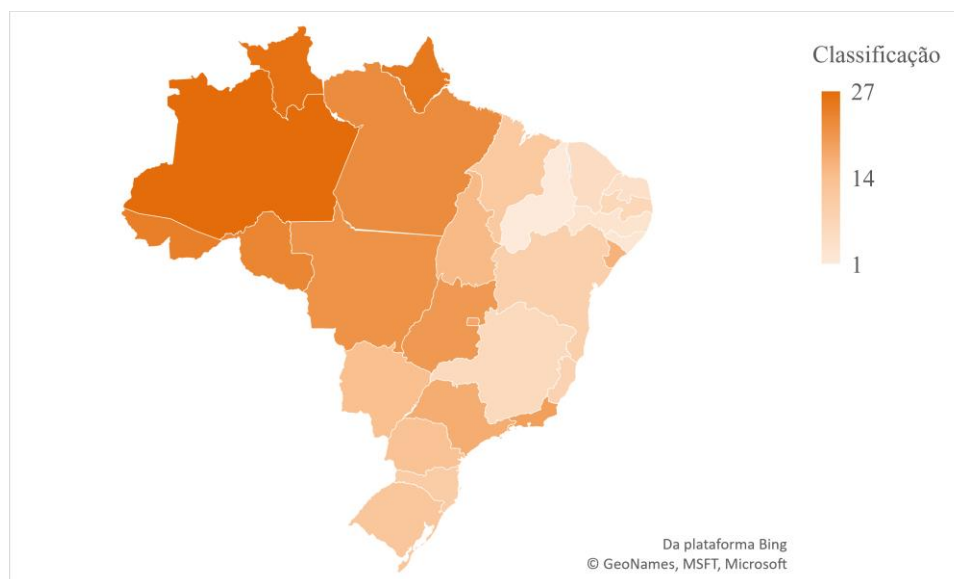 Classificação
27
14
1
Da plataforma Bing
© GeoNames, MSFT, Microsoft